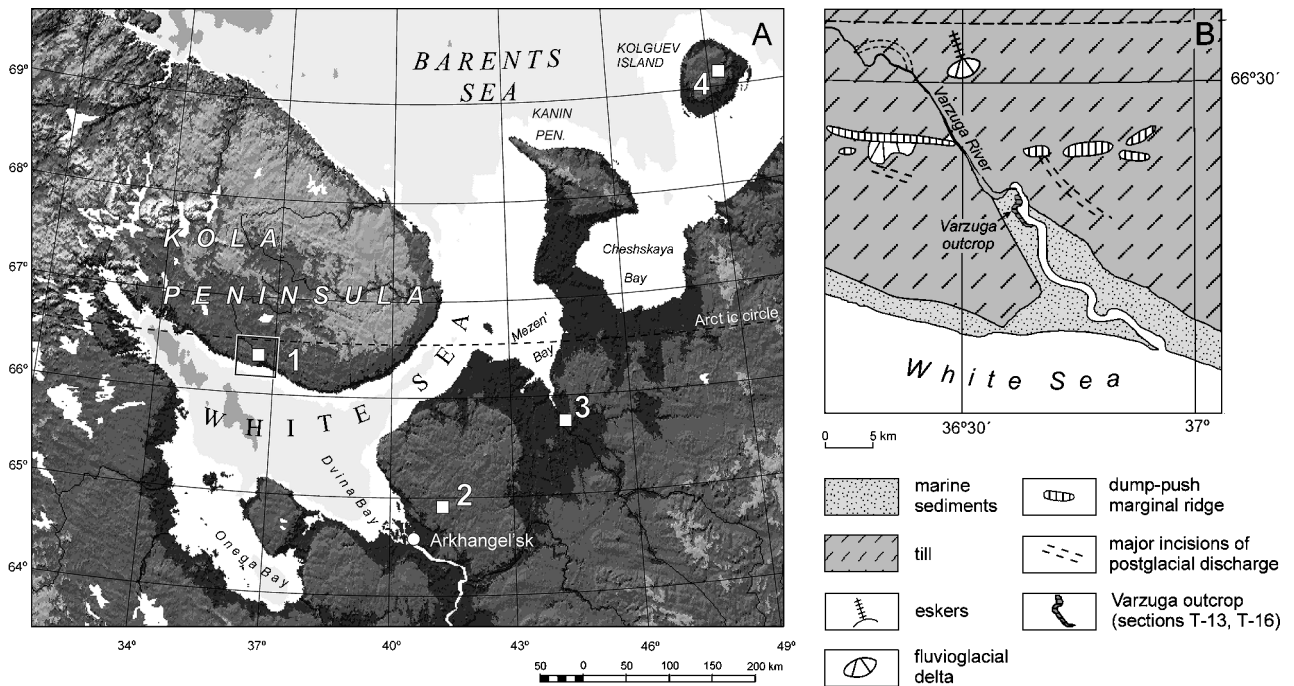 A
BARENTS
SEA
KOLGUEV
ISLAND
4
KANIN
PEN.
KOLA
PENINSULA
Cheshskaya
Bay
Mezen'
Bay
Arctic circle
1
WHITE SEA
3
2
Dvina Bay
Arkhangel'sk
Onega Bay
69°
68°
67°
66°
65°
64°
34°
37°
40°
43°
46°
49°
50 0 50 100 150 200 km
B
66°30´
Varzuga River
Varzuga
outcrop
White Sea
0 5 km
36°30´
37°
marine
sediments
till
eskers
fluvioglacial
delta
dump-push
marginal ridge
major incisions of
postglacial discharge
Varzuga outcrop
(sections T-13, T-16)